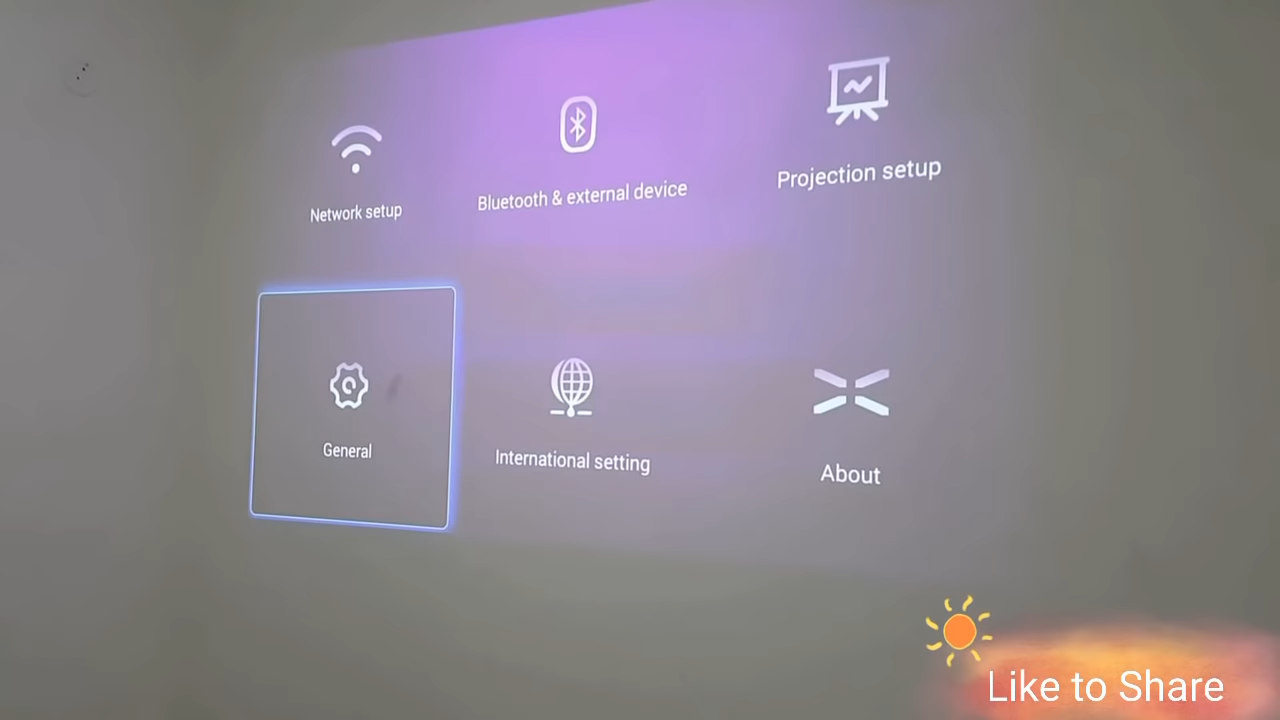 Network setup
Bluetooth & external device
Projection setup
General
International setting
About
Like to Share